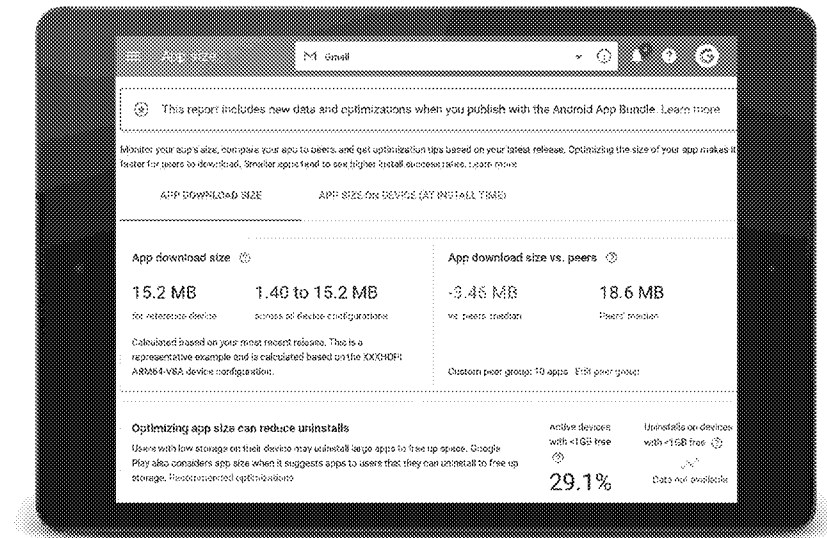 App size
Gmail
G
This report includes new data and optimizations when you publish with the Android App Bundle. Learn more
Monitor your app's size, compare your app to peers, and get optimization tips based on your latest release. Optimizing the size of your app makes it
faster for users to download. Smaller apps tend to see higher install success rates. Learn more
APP DOWNLOAD SIZE
APP SIZE ON DEVICE (AT INSTALL TIME)
App download size
15.2 MB
for reference device
1.40 to 15.2 MB
across all device configurations
Calculated based on your most recent release. This is a
representative example and is calculated based on the XXXHDPI
ARM64-V8A device configuration.
App download size vs. peers
-3.46 MB
vs. peers' median
18.6 MB
Peers' median
Custom peer group: 10 apps Edit peer group
Optimizing app size can reduce uninstalls
Users with low storage on their device may uninstall large apps to free up space. Google
Play also considers app size when it suggests apps to users that they can uninstall to free up
storage. Recommended optimizations
Active devices
with <1GB free
29.1%
Uninstalls on devices
with <1GB free
Data not available